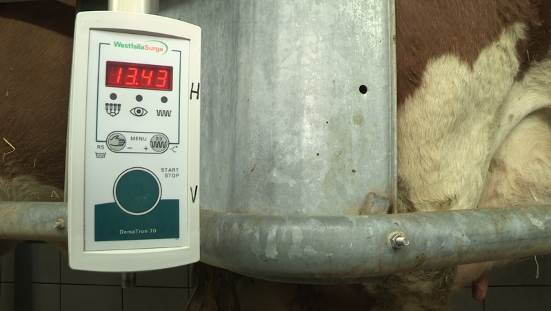 WestfaliaSurge
13.43
H
MENU
RS
- +
START
STOP
V
DemaTron 70